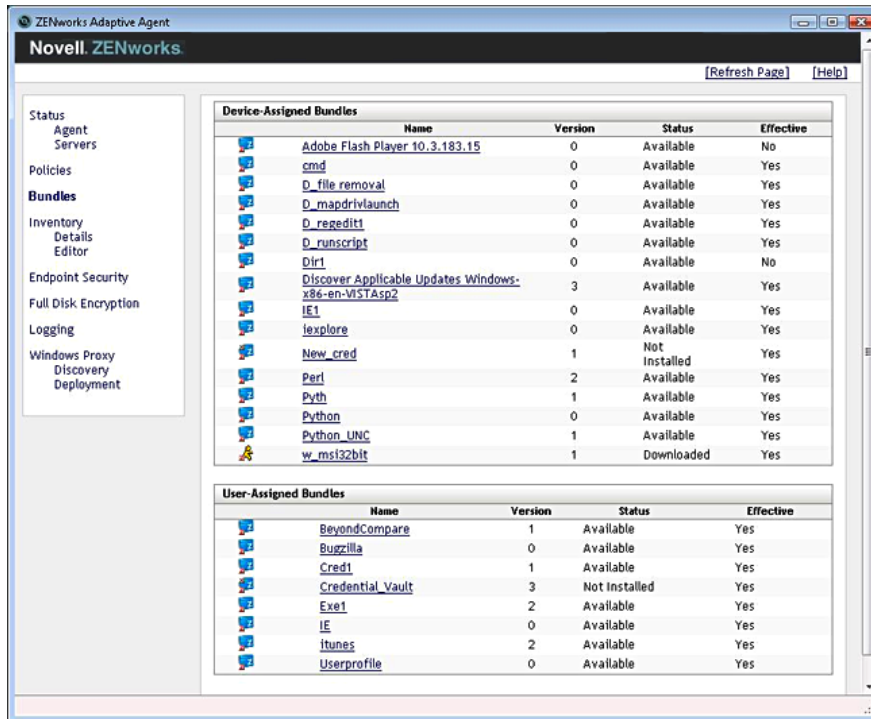 ZENworks Adaptive Agent
Novell. ZENworks.
[Refresh Page] [Help]
Status
Agent
Servers
Policies
Bundles
Inventory
Details
Editor
Endpoint Security
Full Disk Encryption
Logging
Windows Proxy
Discovery
Deployment
Device-Assigned Bundles
Name Version Status Effective
Adobe Flash Player 10.3.183.15 0 Available No
cmd 0 Available Yes
D_file removal 0 Available Yes
D_mapdrivlaunch 0 Available Yes
D_regedit1 0 Available Yes
D_runscript 0 Available Yes
Dir1 0 Available No
Discover Applicable Updates Windows-
x86-en-VISTAsp2 3 Available Yes
IE1 0 Available Yes
iexplore 0 Available Yes
New_cred 1 Not
Installed Yes
Perl 2 Available Yes
Pyth 1 Available Yes
Python 0 Available Yes
Python_UNC 1 Available Yes
w_msi32bit 1 Downloaded Yes
User-Assigned Bundles
Name Version Status Effective
BeyondCompare 1 Available Yes
Bugzilla 0 Available Yes
Cred1 1 Available Yes
Credential_Vault 3 Not Installed Yes
Exe1 2 Available Yes
IE 0 Available Yes
itunes 2 Available Yes
Userprofile 0 Available Yes